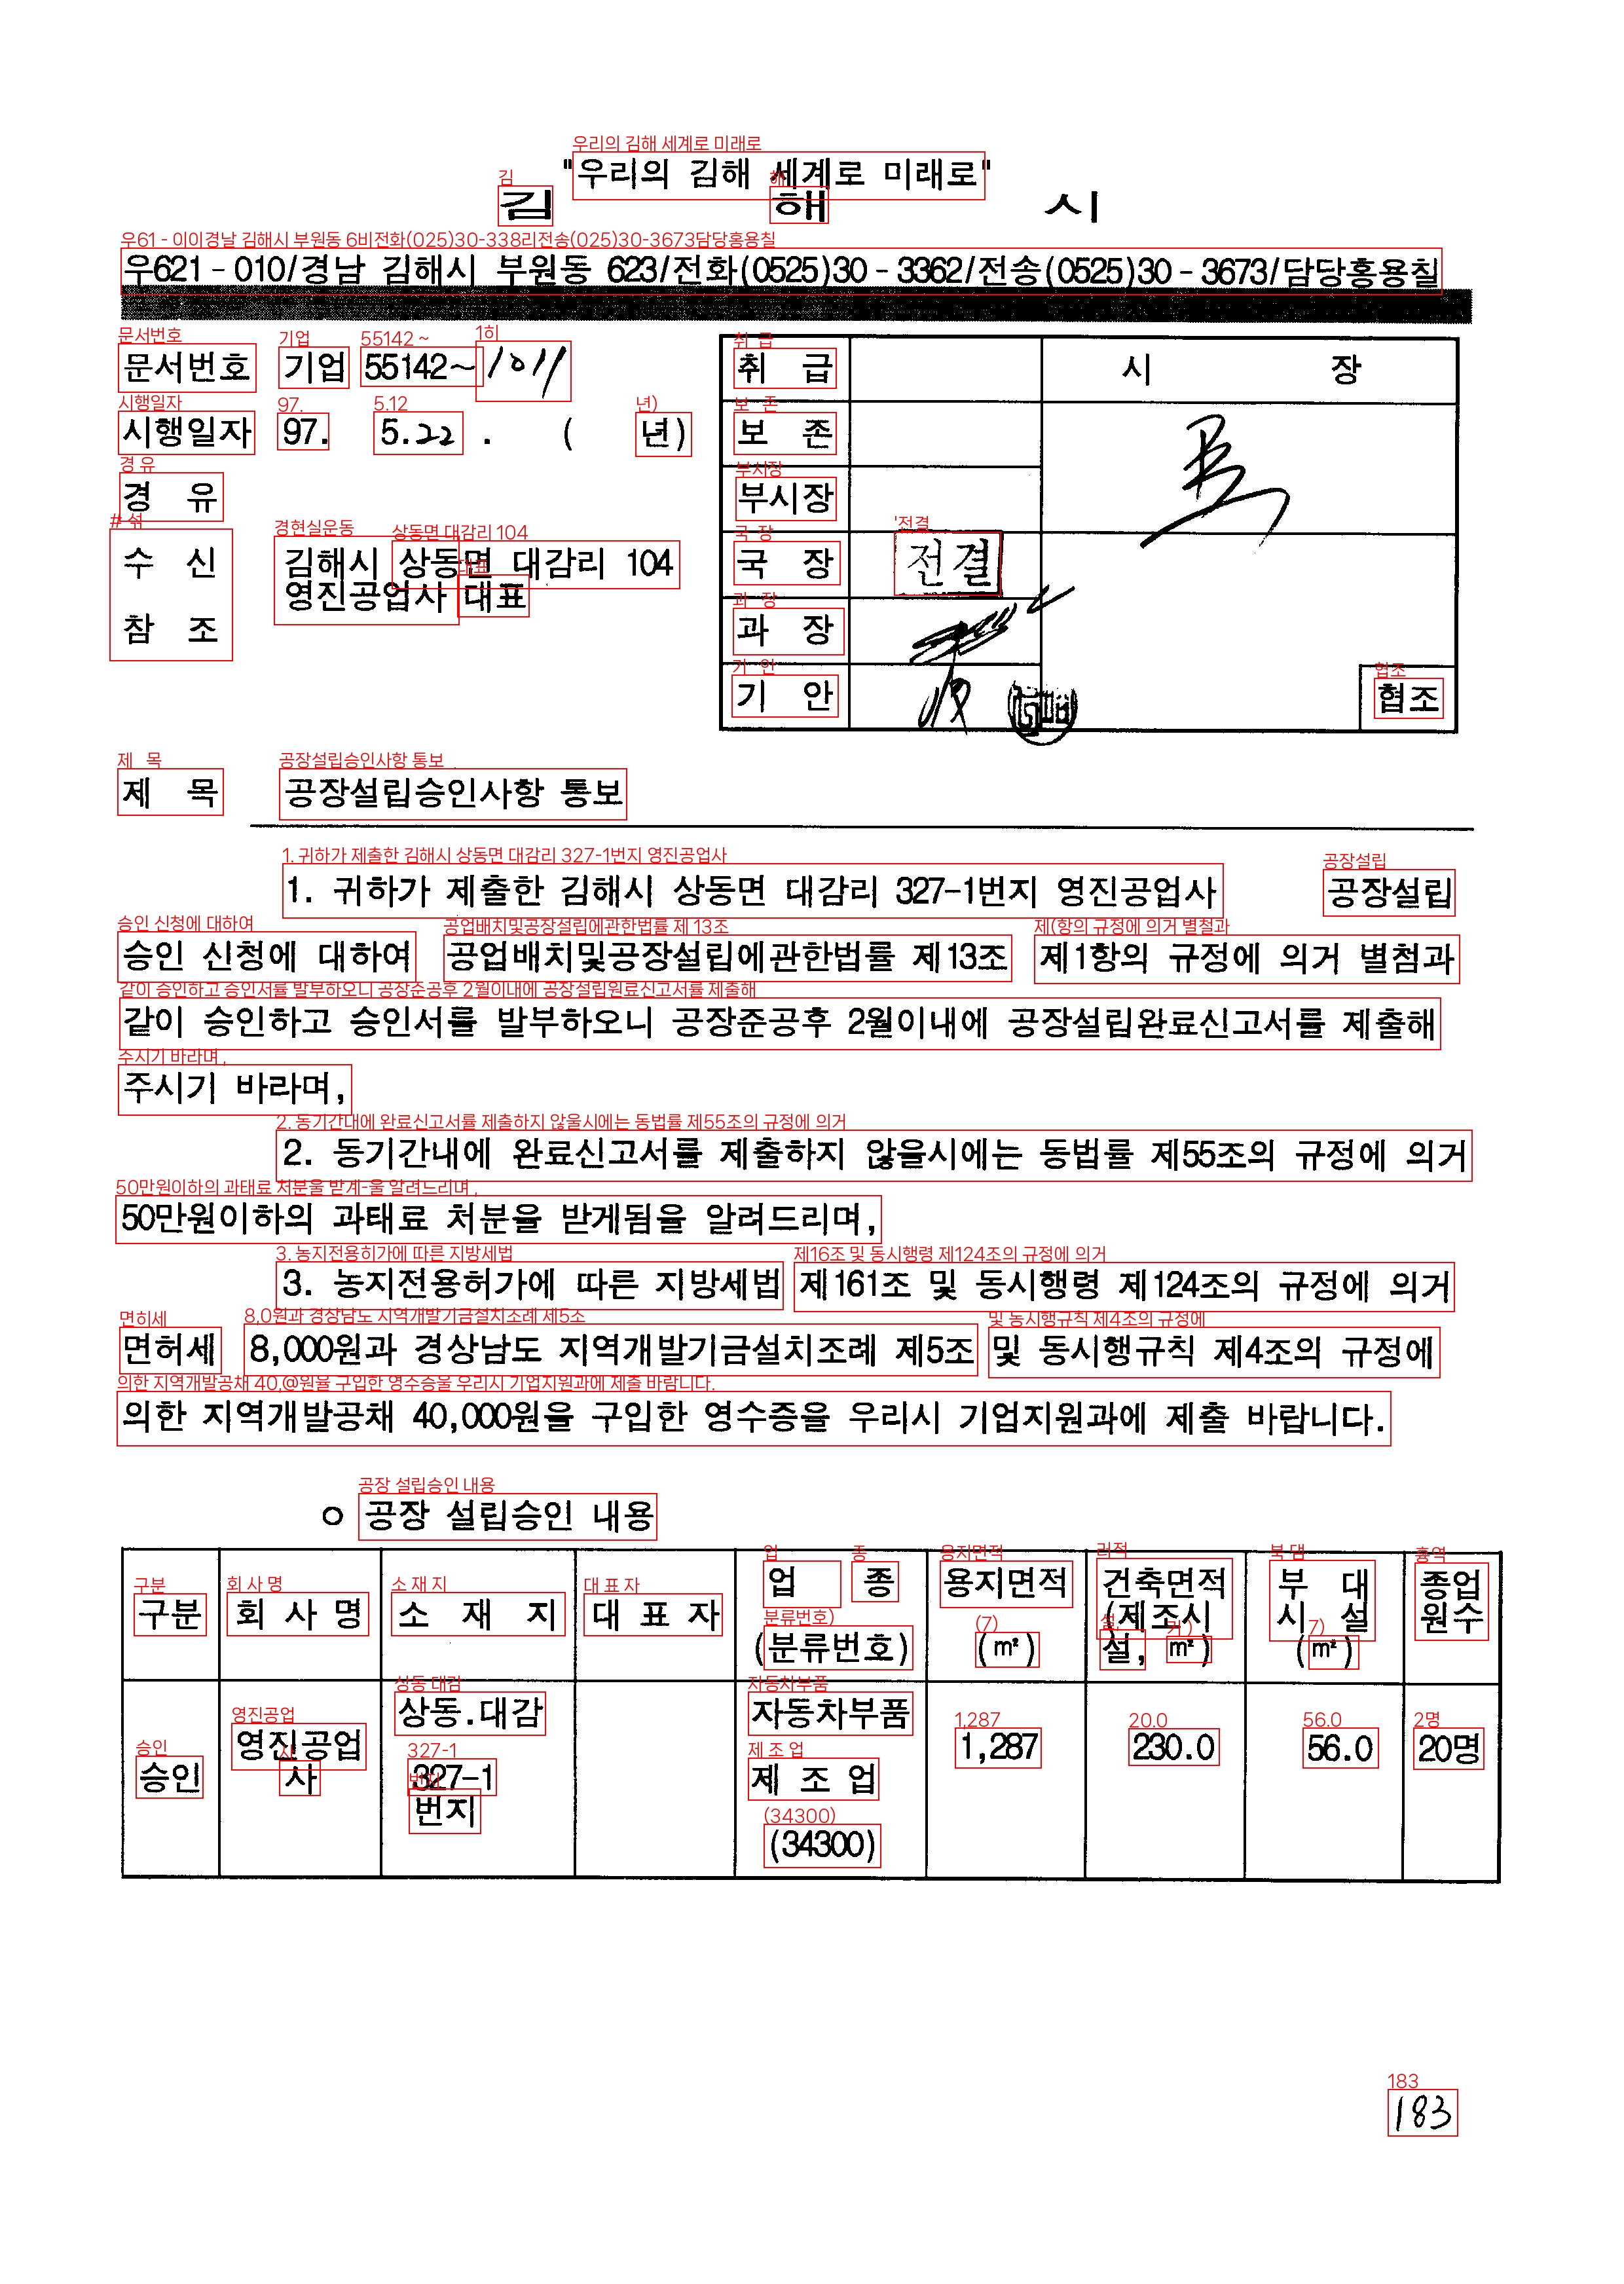 "우리의 김해 세계로 미래로"
김 해 시
우621-010/경남 김해시 부원동 623/전화(0525)30-3362/전송(0525)30-3673/담당홍용칠
문서번호 기업 55142~1011
시행일자 97. 5.22. ( 년)
경 유
수 신 김해시 상동면 대감리 104
영진공업사 대표
참 조
취 급 시 장
보 존
부시장
국 장 전결
과 장
기 안 협조
제 목 공장설립승인사항 통보
1. 귀하가 제출한 김해시 상동면 대감리 327-1번지 영진공업사 공장설립
승인 신청에 대하여 공업배치및공장설립에관한법률 제13조 제1항의 규정에 의거 별첨과
같이 승인하고 승인서를 발부하오니 공장준공후 2월이내에 공장설립완료신고서를 제출해
주시기 바라며,
2. 동기간내에 완료신고서를 제출하지 않을시에는 동법률 제55조의 규정에 의거
50만원이하의 과태료 처분을 받게됨을 알려드리며,
3. 농지전용허가에 따른 지방세법 제161조 및 동시행령 제124조의 규정에 의거
면허세 8,000원과 경상남도 지역개발기금설치조례 제5조 및 동시행규칙 제4조의 규정에
의한 지역개발공채 40,000원을 구입한 영수증을 우리시 기업지원과에 제출 바랍니다.
ㅇ 공장 설립승인 내용
구분 회 사 명 소 재 지 대 표 자 업 종 (분류번호) 용지면적 (㎡) 건축면적 (제조시설,㎡) 부 대 시 설 (㎡) 종업원수
승인 영진공업사 상동.대감 327-1 번지 자동차부품 제 조 업 (34300) 1,287 230.0 56.0 20명
183